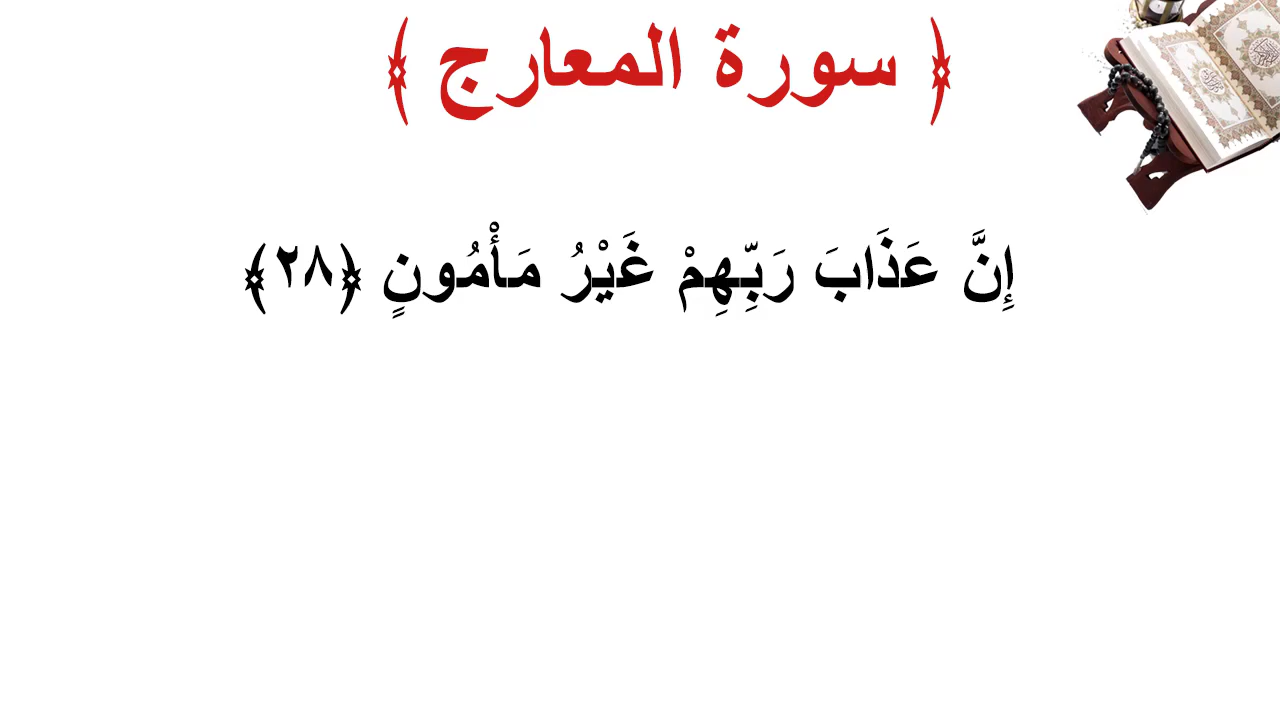 ﴿ سورة المعارج ﴾
إِنَّ عَذَابَ رَبِّهِمْ غَيْرُ مَأْمُونٍ ﴿٢٨﴾